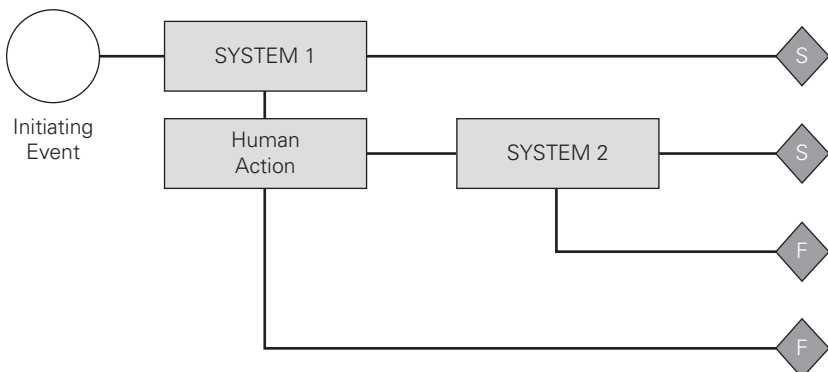 SYSTEM 1
S
Initiating
Event
Human
Action
SYSTEM 2
S
F
F